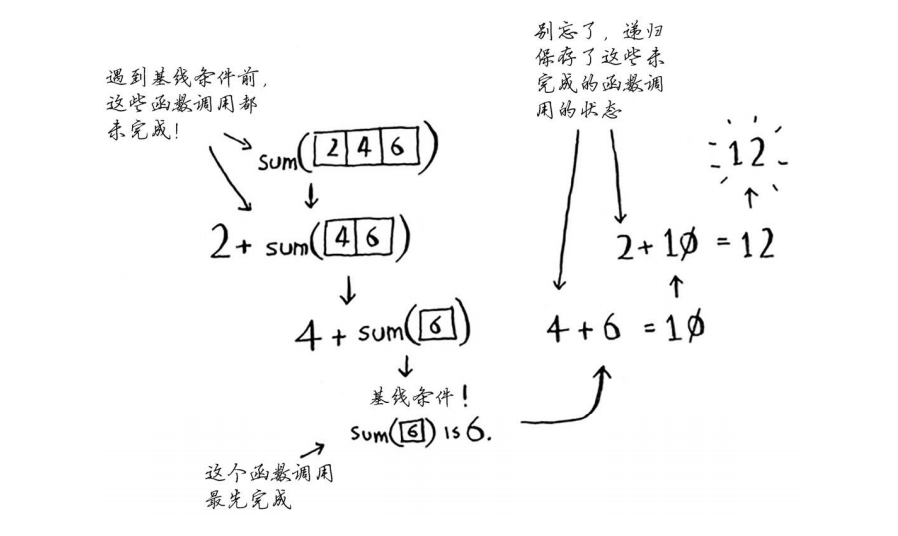 遇到基线条件前，
这些函数调用都
未完成！
sum(2 4 6)
2+ sum(4 6)
4 + sum(6)
基线条件！
sum(6) is 6.
这个函数调用
最先完成
别忘了，递归
保存了这些未
完成的函数调
用的状态
4 + 6 = 10
2 + 10 = 12
12